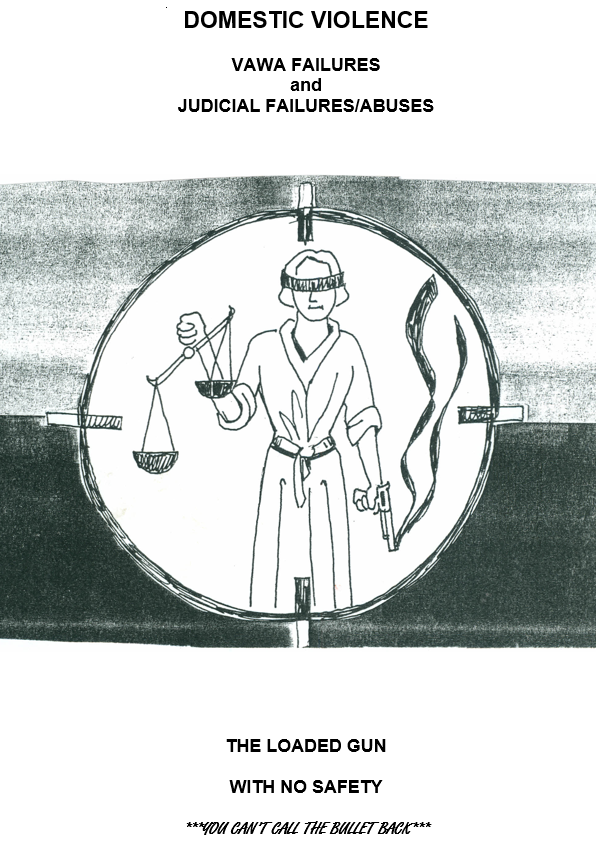 DOMESTIC VIOLENCE
VAWA FAILURES
and
JUDICIAL FAILURES/ABUSES
THE LOADED GUN
WITH NO SAFETY
***YOU CAN'T CALL THE BULLET BACK***